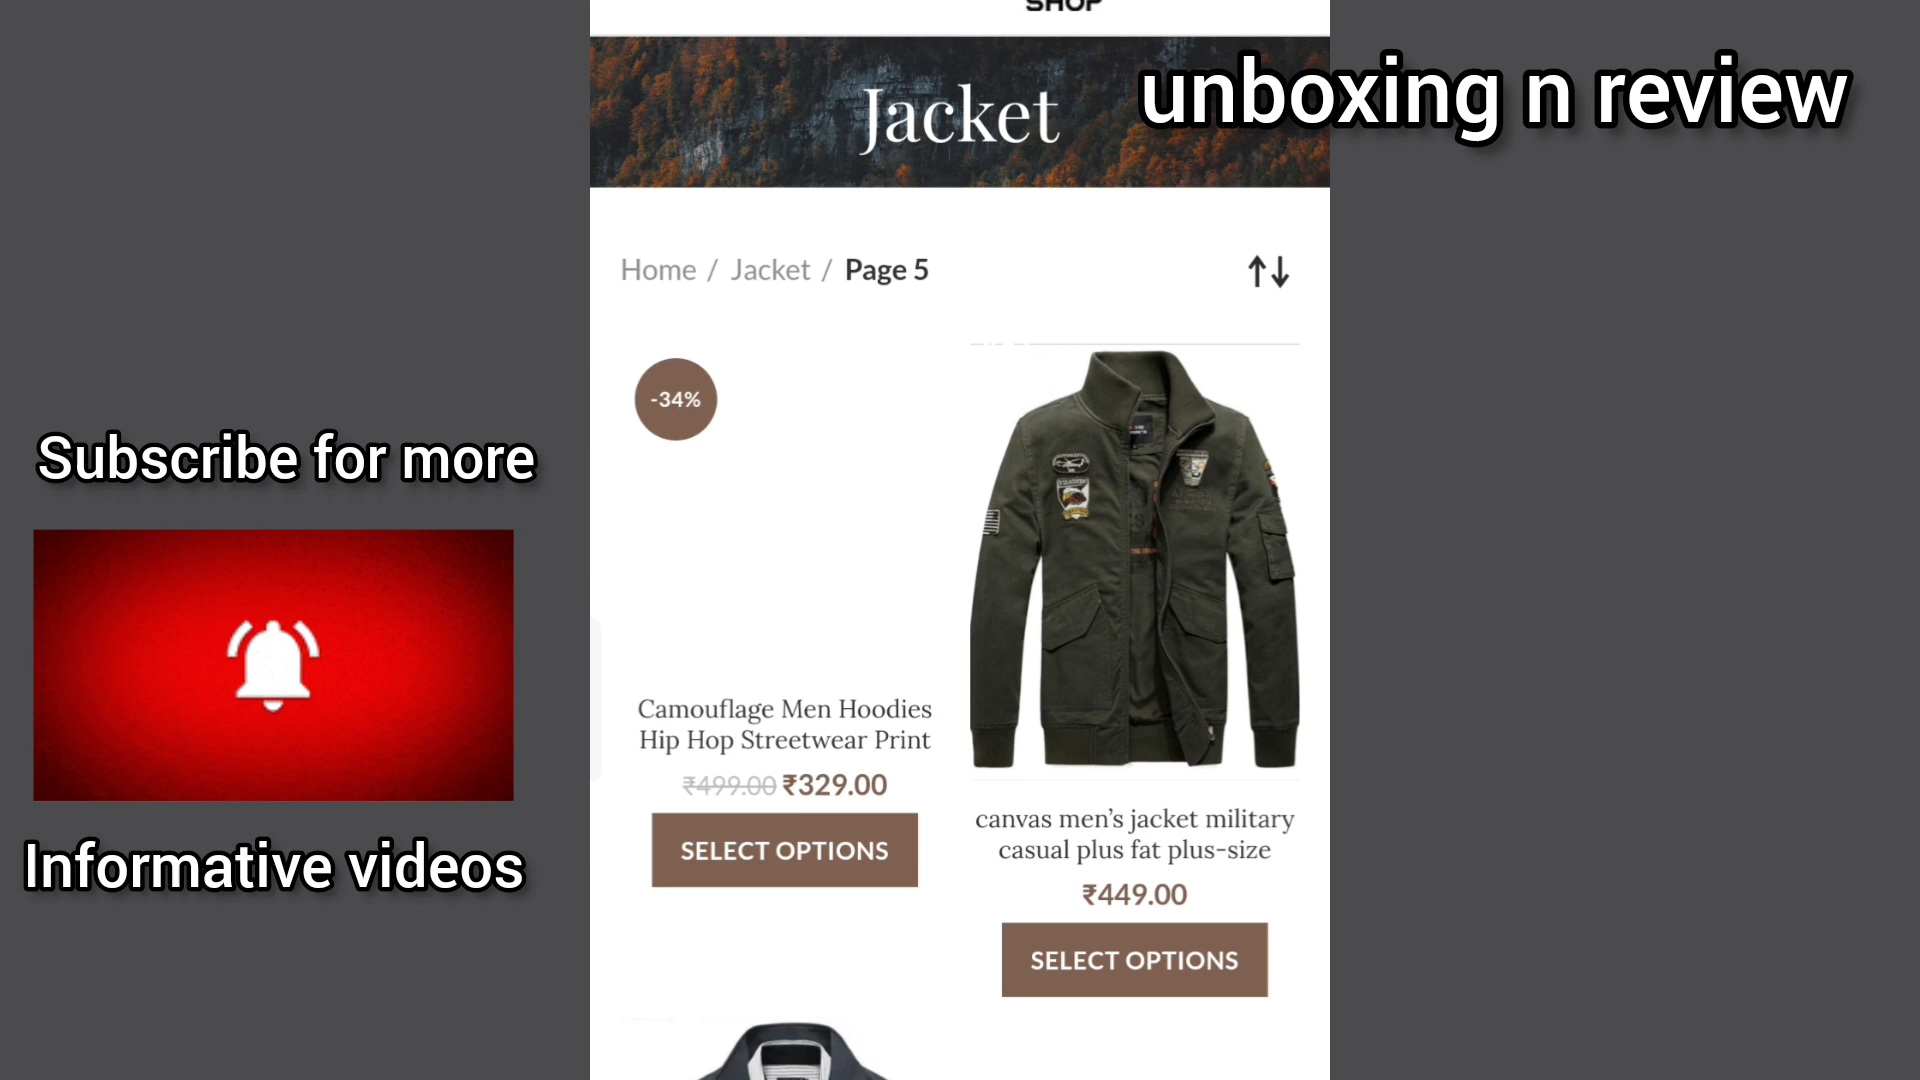 SHOP
Jacket
unboxing n review
Home / Jacket / Page 5
-34%
Subscribe for more
Camouflage Men Hoodies
Hip Hop Streetwear Print
₹499.00 ₹329.00
SELECT OPTIONS
canvas men’s jacket military
casual plus fat plus-size
₹449.00
SELECT OPTIONS
Informative videos